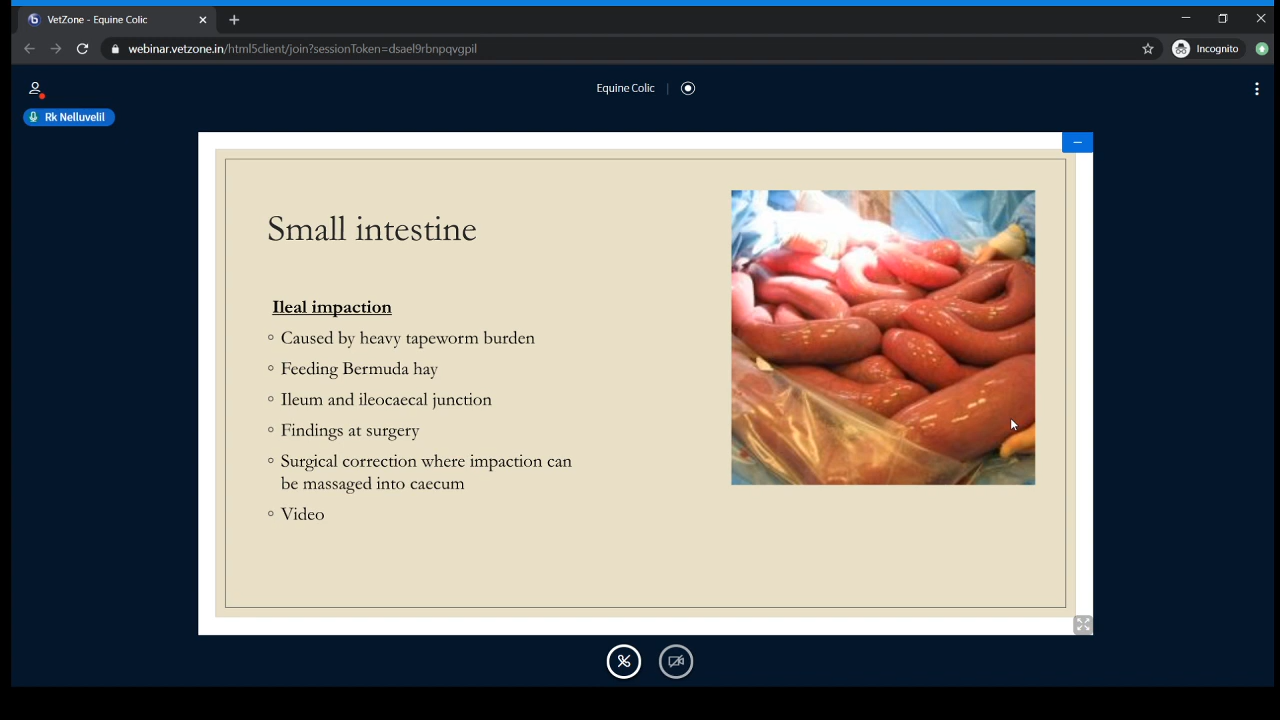 VetZone - Equine Colic
webinar.vetzone.in/html5client/join?sessionToken=dsael9rbnpqvgpil
Incognito
Equine Colic
Rk Nelluvelil
Small intestine
Ileal impaction
Caused by heavy tapeworm burden
Feeding Bermuda hay
Ileum and ileocaecal junction
Findings at surgery
Surgical correction where impaction can
be massaged into caecum
Video